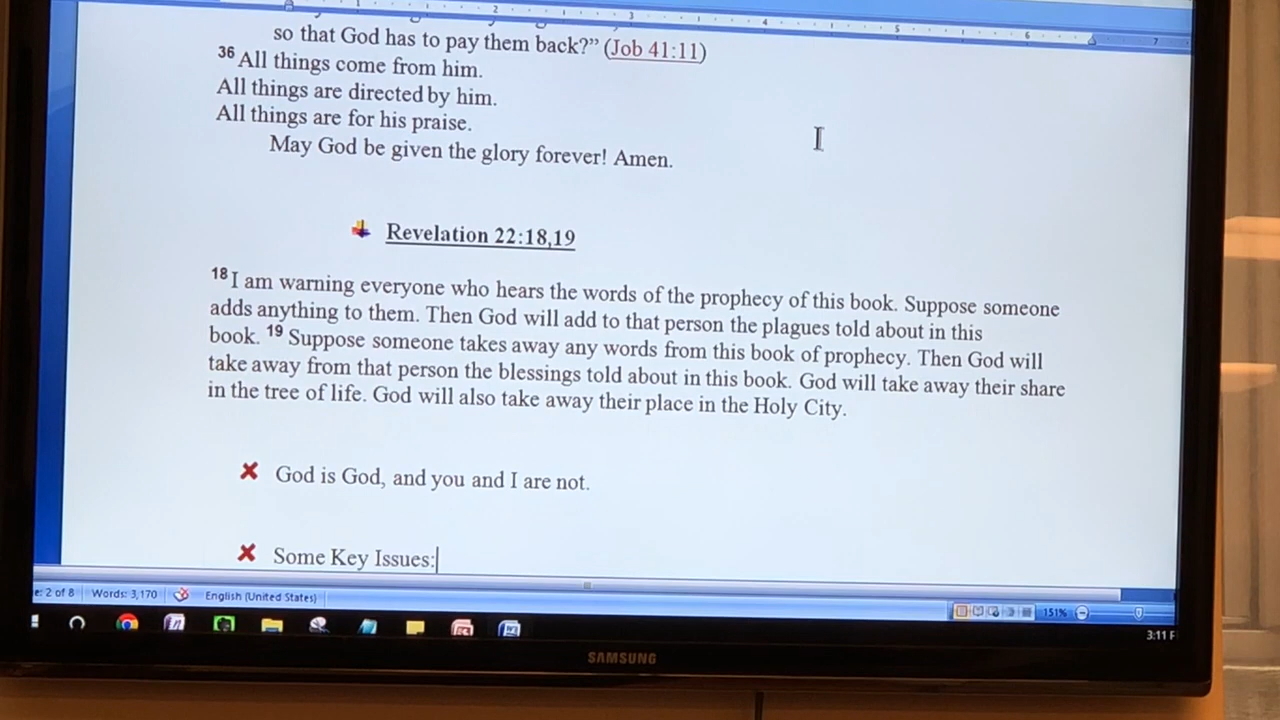 so that God has to pay them back?” (Job 41:11)
36 All things come from him.
All things are directed by him.
All things are for his praise.
May God be given the glory forever! Amen.
Revelation 22:18,19
18 I am warning everyone who hears the words of the prophecy of this book. Suppose someone
adds anything to them. Then God will add to that person the plagues told about in this
book. 19 Suppose someone takes away any words from this book of prophecy. Then God will
take away from that person the blessings told about in this book. God will take away their share
in the tree of life. God will also take away their place in the Holy City.
God is God, and you and I are not.
Some Key Issues:
e: 2 of 8 Words: 3,170 English (United States) 151%
3:11 P
SAMSUNG